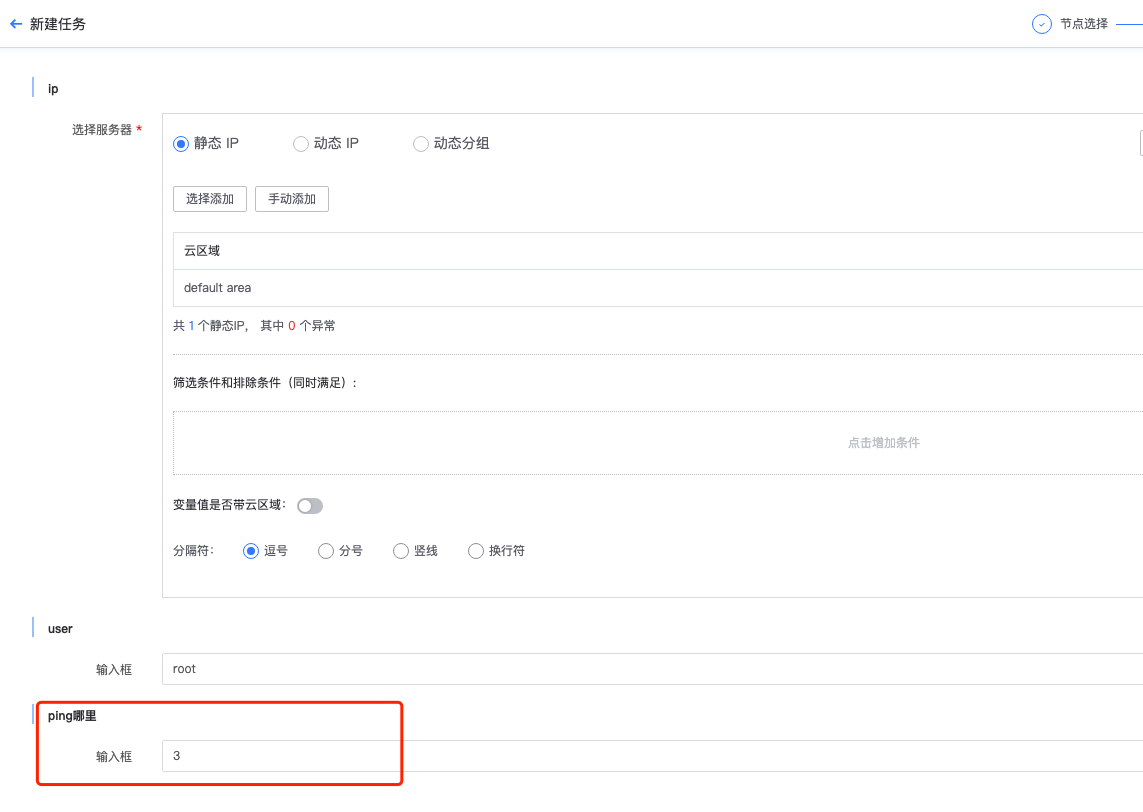 新建任务
节点选择
ip
选择服务器 *
静态 IP 动态 IP 动态分组
选择添加 手动添加
云区域
default area
共 1 个静态IP， 其中 0 个异常
筛选条件和排除条件（同时满足）:
点击增加条件
变量值是否带云区域:
分隔符: 逗号 分号 竖线 换行符
user
输入框 root
ping哪里
输入框 3